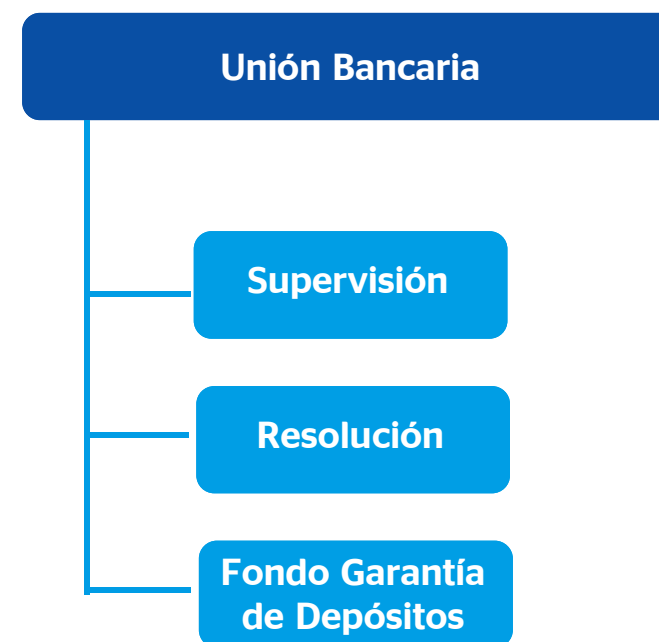 Unión Bancaria
Supervisión
Resolución
Fondo Garantía
de Depósitos